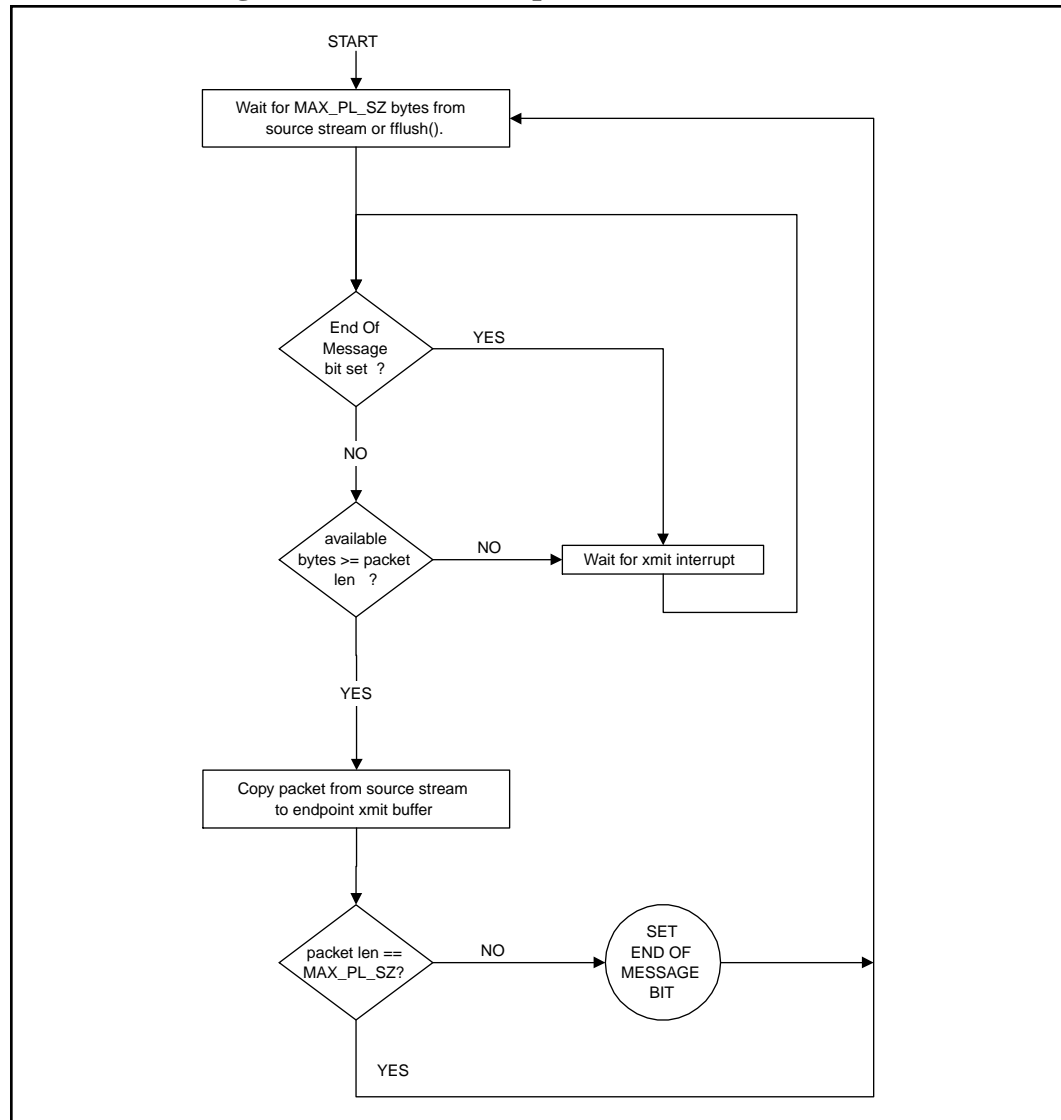 START
Wait for MAX_PL_SZ bytes from
source stream or fflush().
End Of
Message
bit set ?
YES
NO
available
bytes >= packet
len ?
NO
Wait for xmit interrupt
YES
Copy packet from source stream
to endpoint xmit buffer
packet len ==
MAX_PL_SZ?
NO
SET
END OF
MESSAGE
BIT
YES